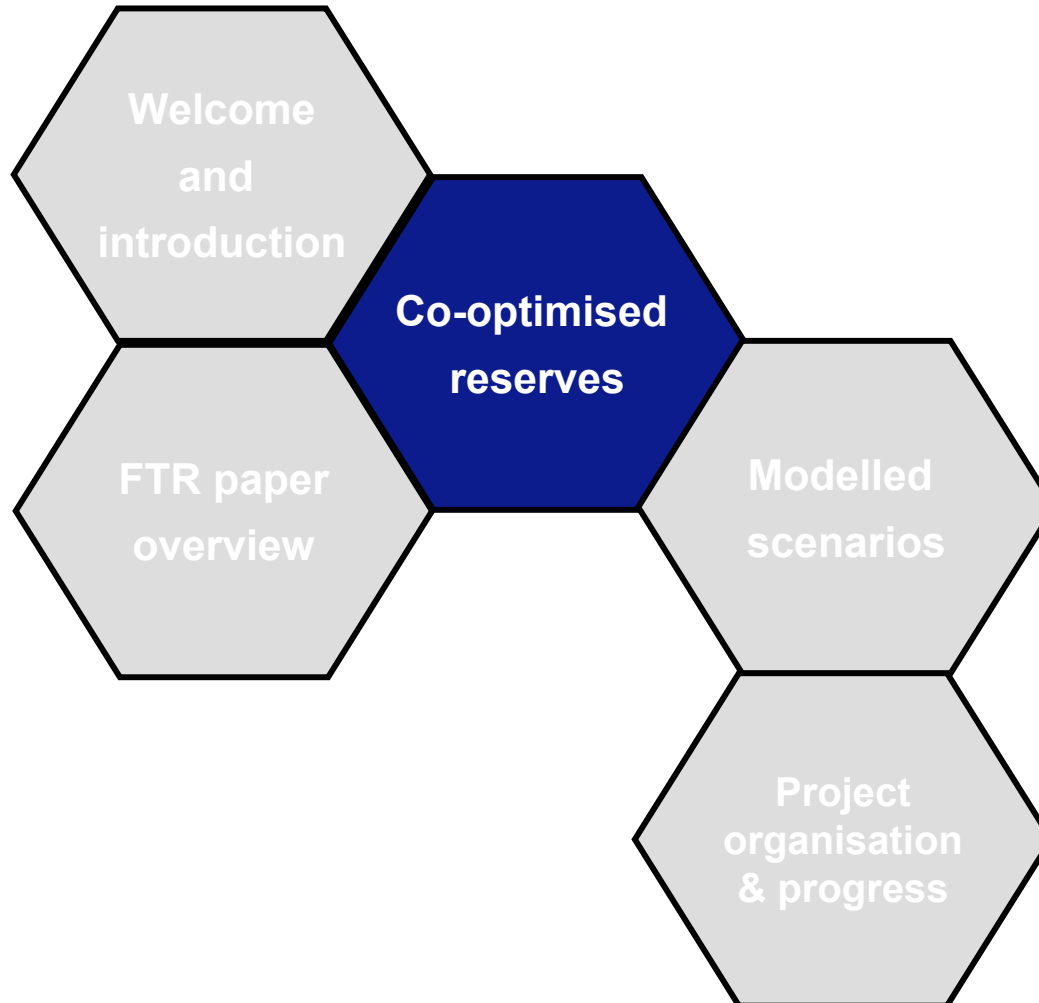 Welcome
and
introduction
Co-optimised
reserves
FTR paper
overview
Modelled
scenarios
Project
organisation
& progress